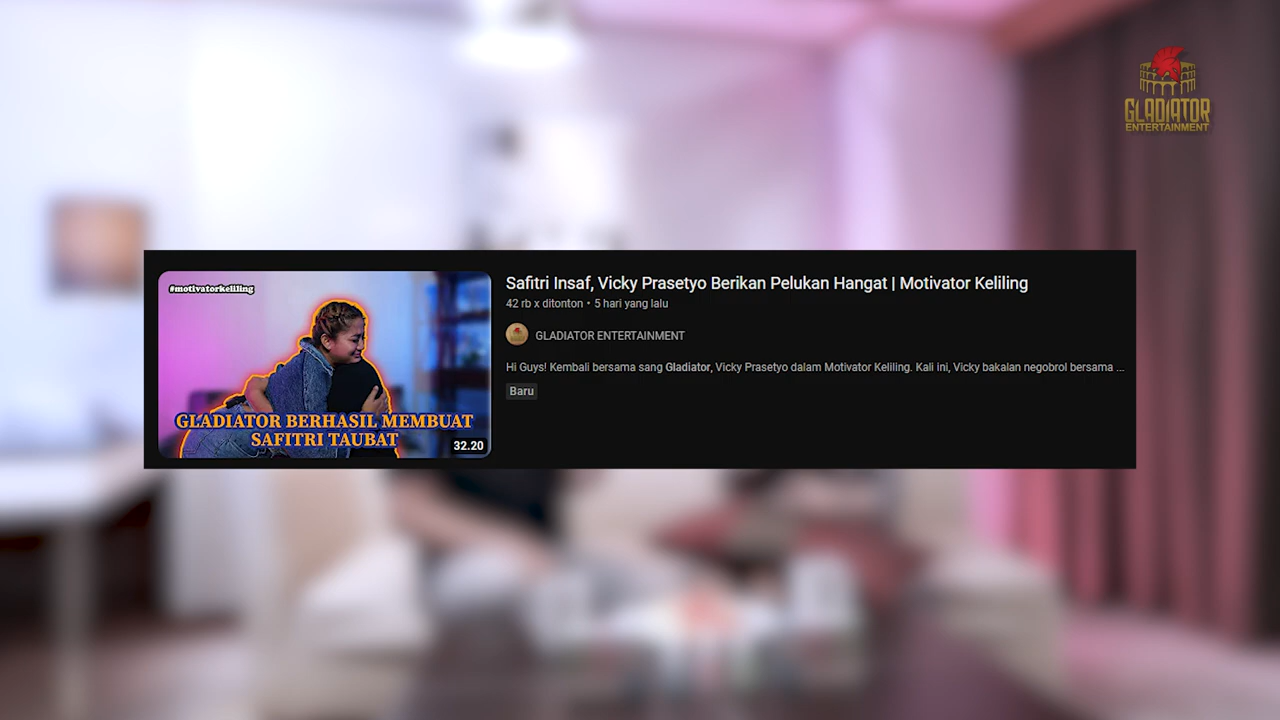 GLADIATOR
ENTERTAINMENT
#motivatorkeliling
GLADIATOR BERHASIL MEMBUAT
SAFITRI TAUBAT
32.20
Safitri Insaf, Vicky Prasetyo Berikan Pelukan Hangat | Motivator Keliling
42 rb x ditonton • 5 hari yang lalu
GLADIATOR ENTERTAINMENT
Hi Guys! Kembali bersama sang Gladiator, Vicky Prasetyo dalam Motivator Keliling. Kali ini, Vicky bakalan negobrol bersama ...
Baru